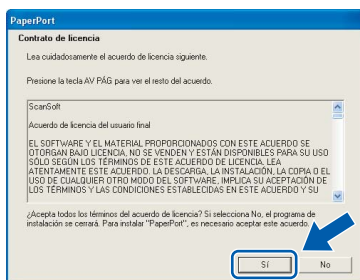 PaperPort
Contrato de licencia
Lea cuidadosamente el acuerdo de licencia siguiente.
Presione la tecla AV PÁG para ver el resto del acuerdo.
ScanSoft
Acuerdo de licencia del usuario final
EL SOFTWARE Y EL MATERIAL PROPORCIONADOS CON ESTE ACUERDO SE
OTORGAN BAJO LICENCIA, NO SE VENDEN Y ESTÁN DISPONIBLES PARA SU USO
SÓLO SEGÚN LOS TÉRMINOS DE ESTE ACUERDO DE LICENCIA. LEA
ATENTAMENTE ESTE ACUERDO. LA DESCARGA, LA INSTALACIÓN, LA COPIA O EL
USO DE CUALQUIER OTRO MODO DEL SOFTWARE, IMPLICA SU ACEPTACIÓN DE
LOS TÉRMINOS Y LAS CONDICIONES ESTABLECIDAS EN ESTE ACUERDO Y SU
¿Acepta todos los términos del acuerdo de licencia? Si selecciona No, el programa de
instalación se cerrará. Para instalar "PaperPort", es necesario aceptar este acuerdo.
Sí
No